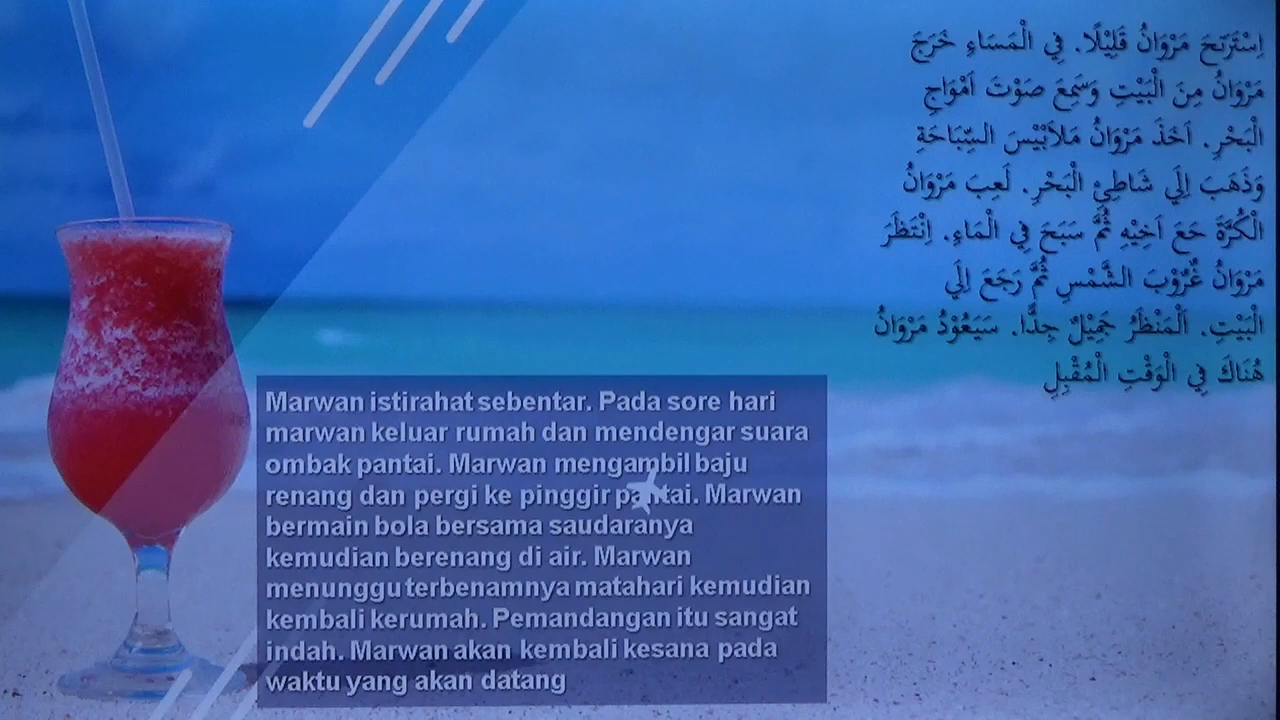 اِسْتَرَىْحَ مَرْوَانُ قَلِيْلًا. فِي الْمَسَاءِ خَرَجَ
مَرْوَانُ مِنَ الْبَيْتِ وَسَمِعَ صَوْتَ اَمْوَاجِ
الْبَحْرِ. اَخَذَ مَرْوَانُ مَلاَبْيْسَ السِّبَاحَةِ
وَذَهَبَ اِلَي شَاطِئِ الْبَحْرِ. لَعِبَ مَرْوَانُ
الْكُرَّةَ حَعَ اَخِيْهِ ثُمَّ سَبَحَ فِي الْمَاءِ. اِنْتَظَرَ
مَرْوَانُ غُرُوْبَ الشَّمْسِ ثُمَّ رَجَعَ اِلَي
الْبَيْتِ. اَلْمَنْظَرُ جَمِيْلٌ جِدًّا. سَيَعُوْدُ مَرْوَانُ
هُنَاكَ فِي الْوَقْتِ الْمُقْبِلِ
Marwan istirahat sebentar. Pada sore hari
marwan keluar rumah dan mendengar suara
ombak pantai. Marwan mengambil baju
renang dan pergi ke pinggir pantai. Marwan
bermain bola bersama saudaranya
kemudian berenang di air. Marwan
menunggu terbenamnya matahari kemudian
kembali kerumah. Pemandangan itu sangat
indah. Marwan akan kembali kesana pada
waktu yang akan datang